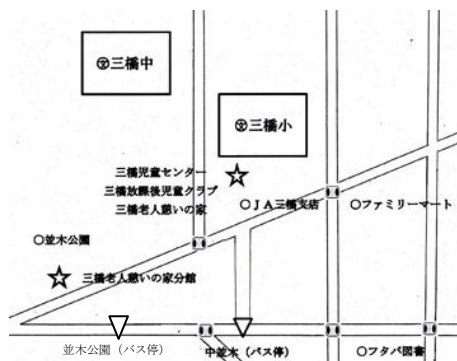 ㊫三橋中
㊫三橋小
三橋児童センター
三橋放課後児童クラブ
三橋老人憩いの家
○JA三橋支店
○ファミリーマート
○並木公園
三橋老人憩いの家分館
並木公園（バス停）
中並木（バス停）
○フタバ図書